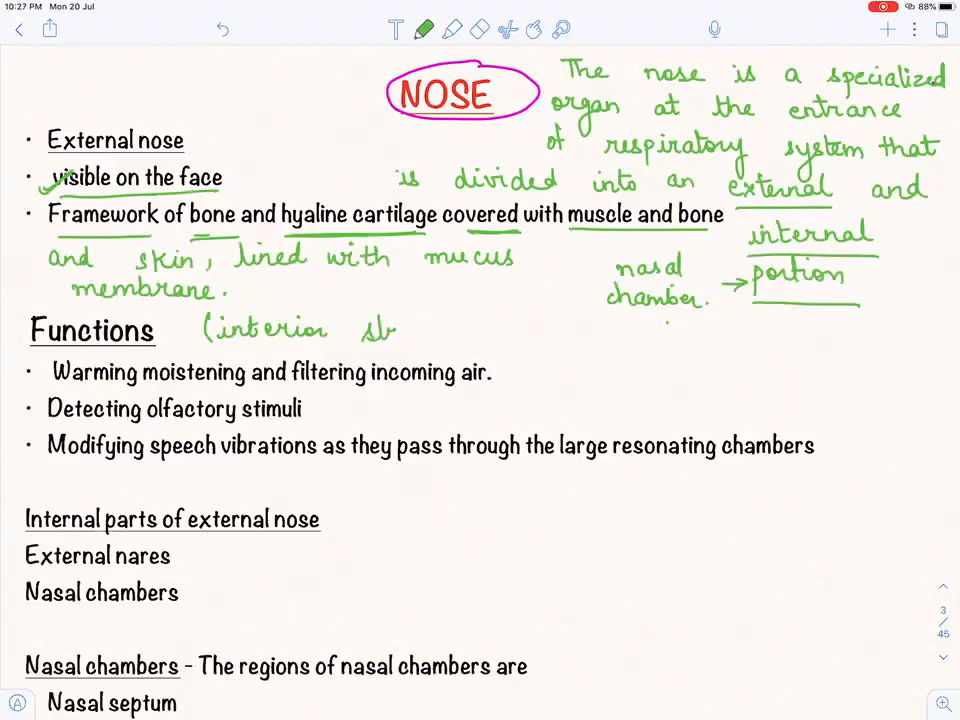 10:27 PM Mon 20 Jul
88%
NOSE
The nose is a specialized
organ at the entrance
of respiratory system that
is divided into an external and
internal
portion
nasal
chamber.
• External nose
• visible on the face
• Framework of bone and hyaline cartilage covered with muscle and bone
and skin, lined with mucus
membrane.
Functions (interior st
• Warming moistening and filtering incoming air.
• Detecting olfactory stimuli
• Modifying speech vibrations as they pass through the large resonating chambers
Internal parts of external nose
External nares
Nasal chambers
Nasal chambers - The regions of nasal chambers are
Nasal septum
3
/
45